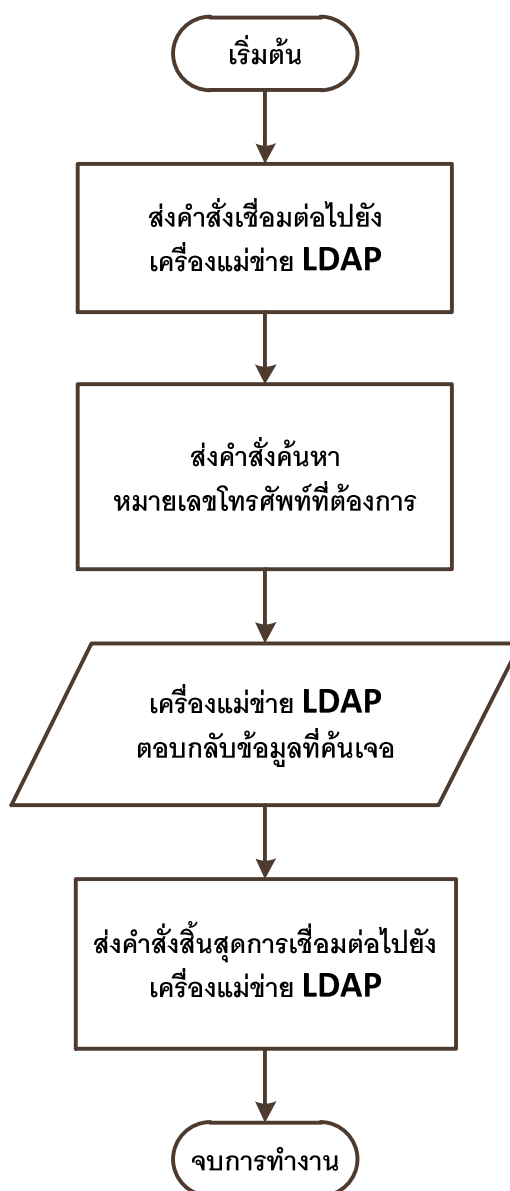 เริ่มต้น
ส่งคำสั่งเชื่อมต่อไปยัง
เครื่องแม่ข่าย LDAP
ส่งคำสั่งค้นหา
หมายเลขโทรศัพท์ที่ต้องการ
เครื่องแม่ข่าย LDAP
ตอบกลับข้อมูลที่ค้นเจอ
ส่งคำสั่งสิ้นสุดการเชื่อมต่อไปยัง
เครื่องแม่ข่าย LDAP
จบการทำงาน